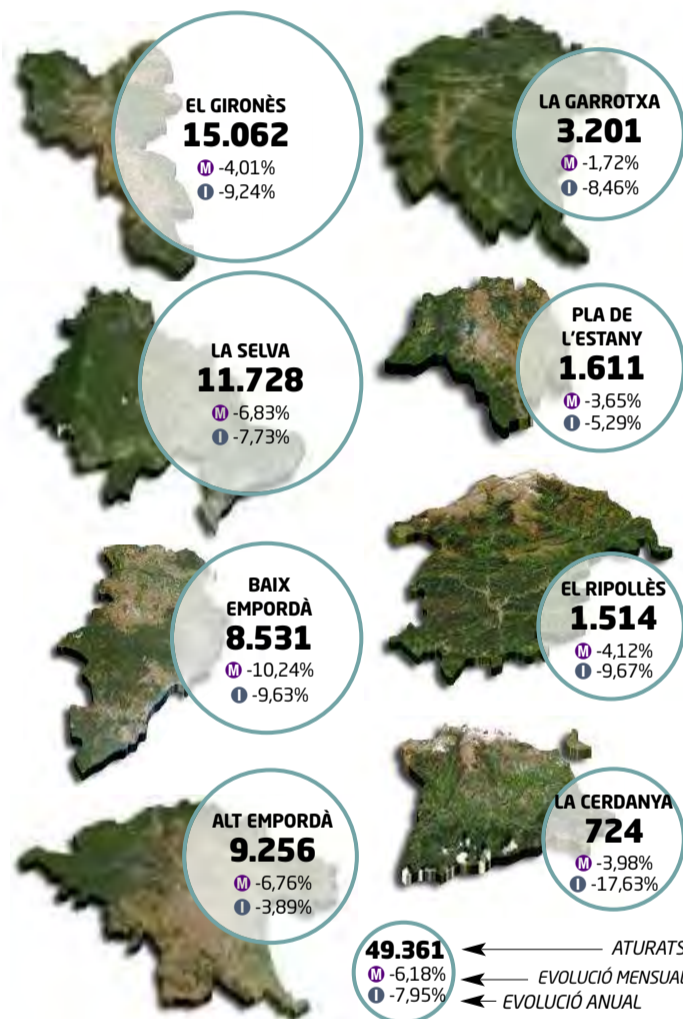 EL GIRONÈS
15.062
M -4,01%
I -9,24%
LA GARROTXA
3.201
M -1,72%
I -8,46%
LA SELVA
11.728
M -6,83%
I -7,73%
PLA DE
L'ESTANY
1.611
M -3,65%
I -5,29%
BAIX
EMPORDÀ
8.531
M -10,24%
I -9,63%
EL RIPOLLÈS
1.514
M -4,12%
I -9,67%
ALT EMPORDÀ
9.256
M -6,76%
I -3,89%
LA CERDANYA
724
M -3,98%
I -17,63%
49.361 ATURATS
M -6,18% EVOLUCIÓ MENSUAL
I -7,95% EVOLUCIÓ ANUAL